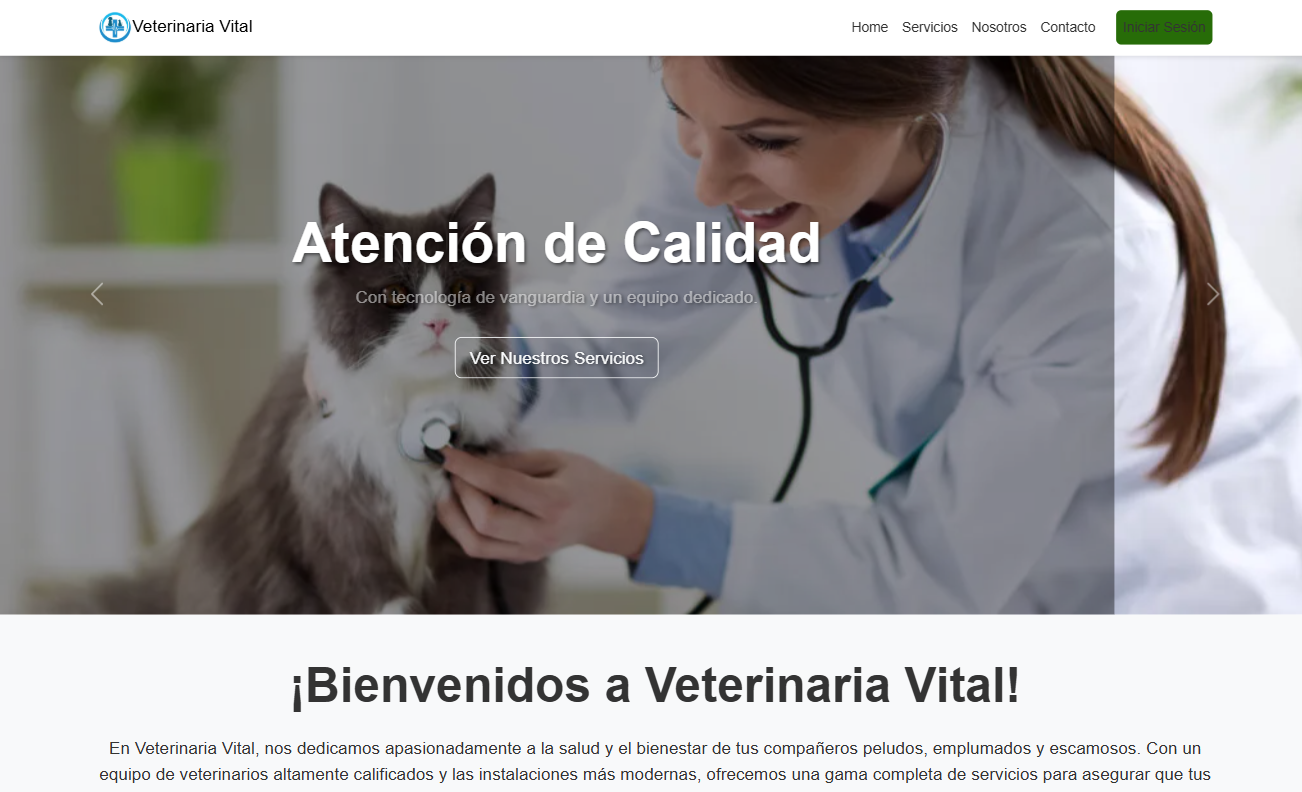 Veterinaria Vital
Home Servicios Nosotros Contacto Iniciar Sesión
Atención de Calidad
Con tecnología de vanguardia y un equipo dedicado.
Ver Nuestros Servicios
¡Bienvenidos a Veterinaria Vital!
En Veterinaria Vital, nos dedicamos apasionadamente a la salud y el bienestar de tus compañeros peludos, emplumados y escamosos. Con un
equipo de veterinarios altamente calificados y las instalaciones más modernas, ofrecemos una gama completa de servicios para asegurar que tus